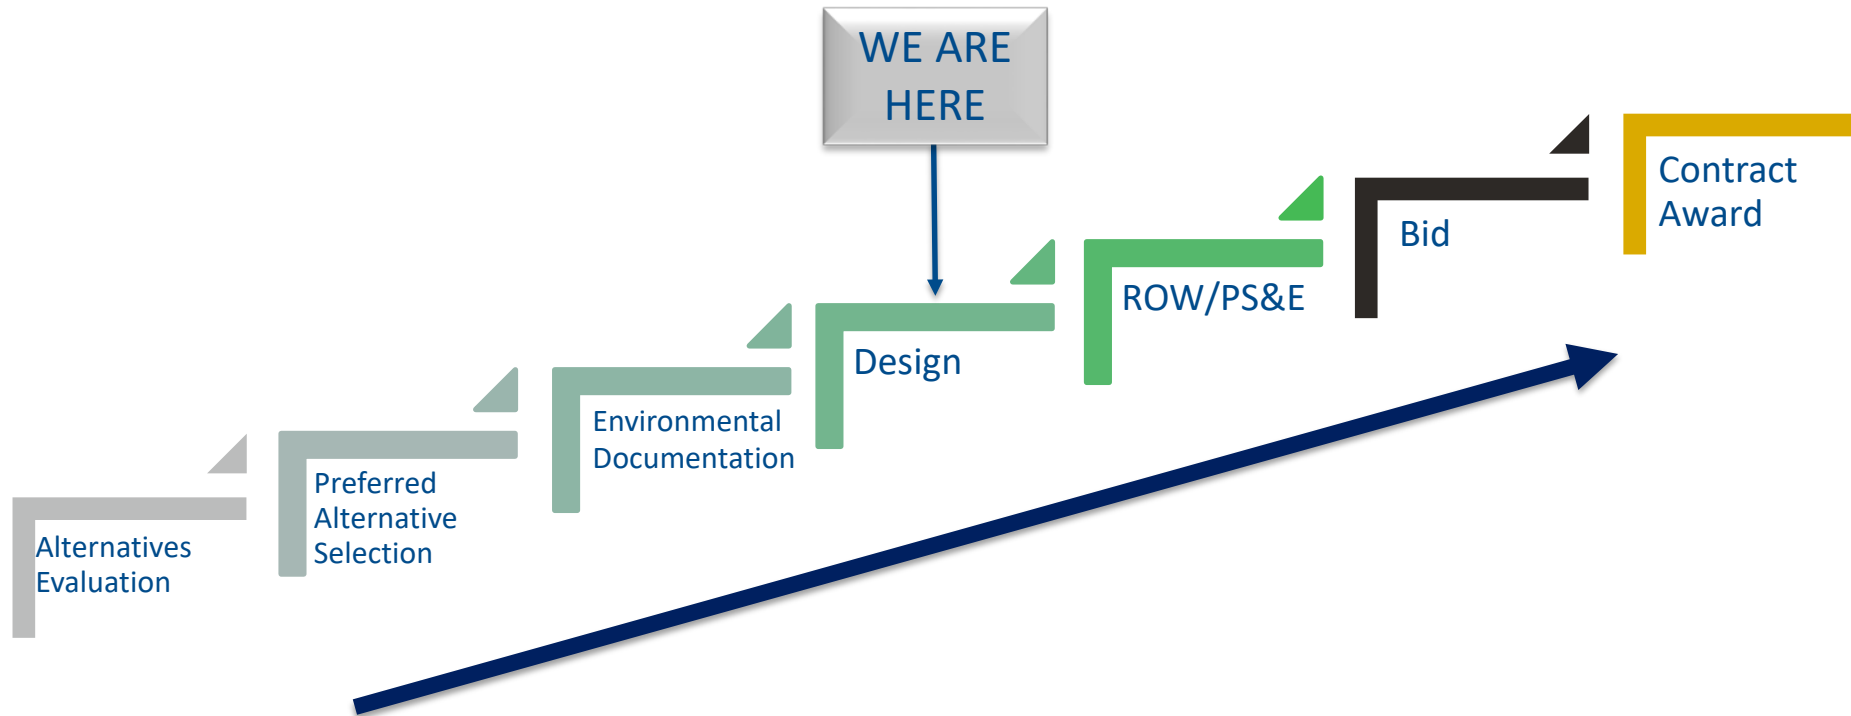 WE ARE
HERE
Alternatives
Evaluation
Preferred
Alternative
Selection
Environmental
Documentation
Design
ROW/PS&E
Bid
Contract
Award